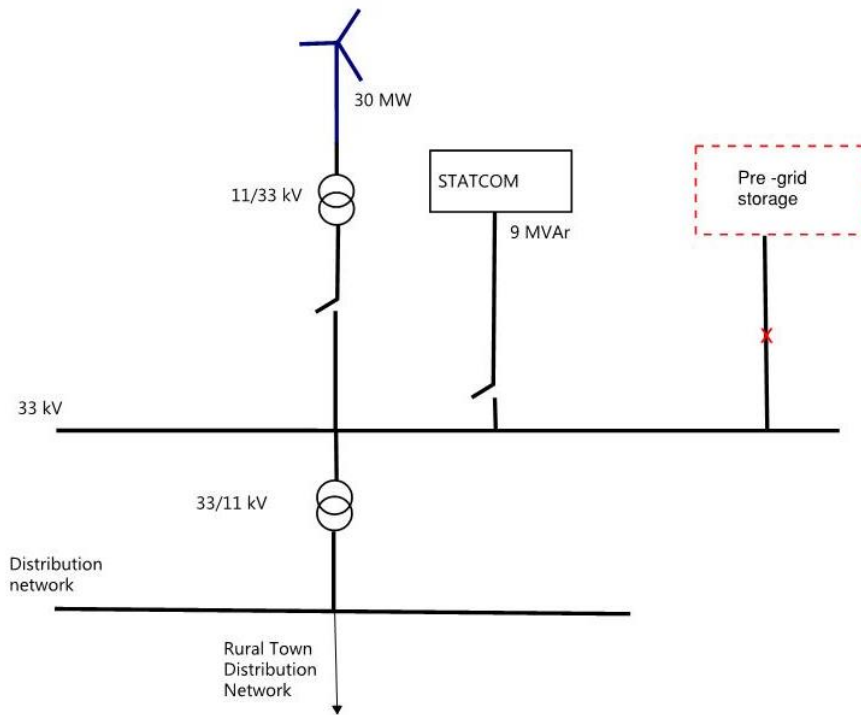 30 MW
11/33 kV
STATCOM
Pre -grid
storage
9 MVAr
33 kV
33/11 kV
Distribution
network
Rural Town
Distribution
Network